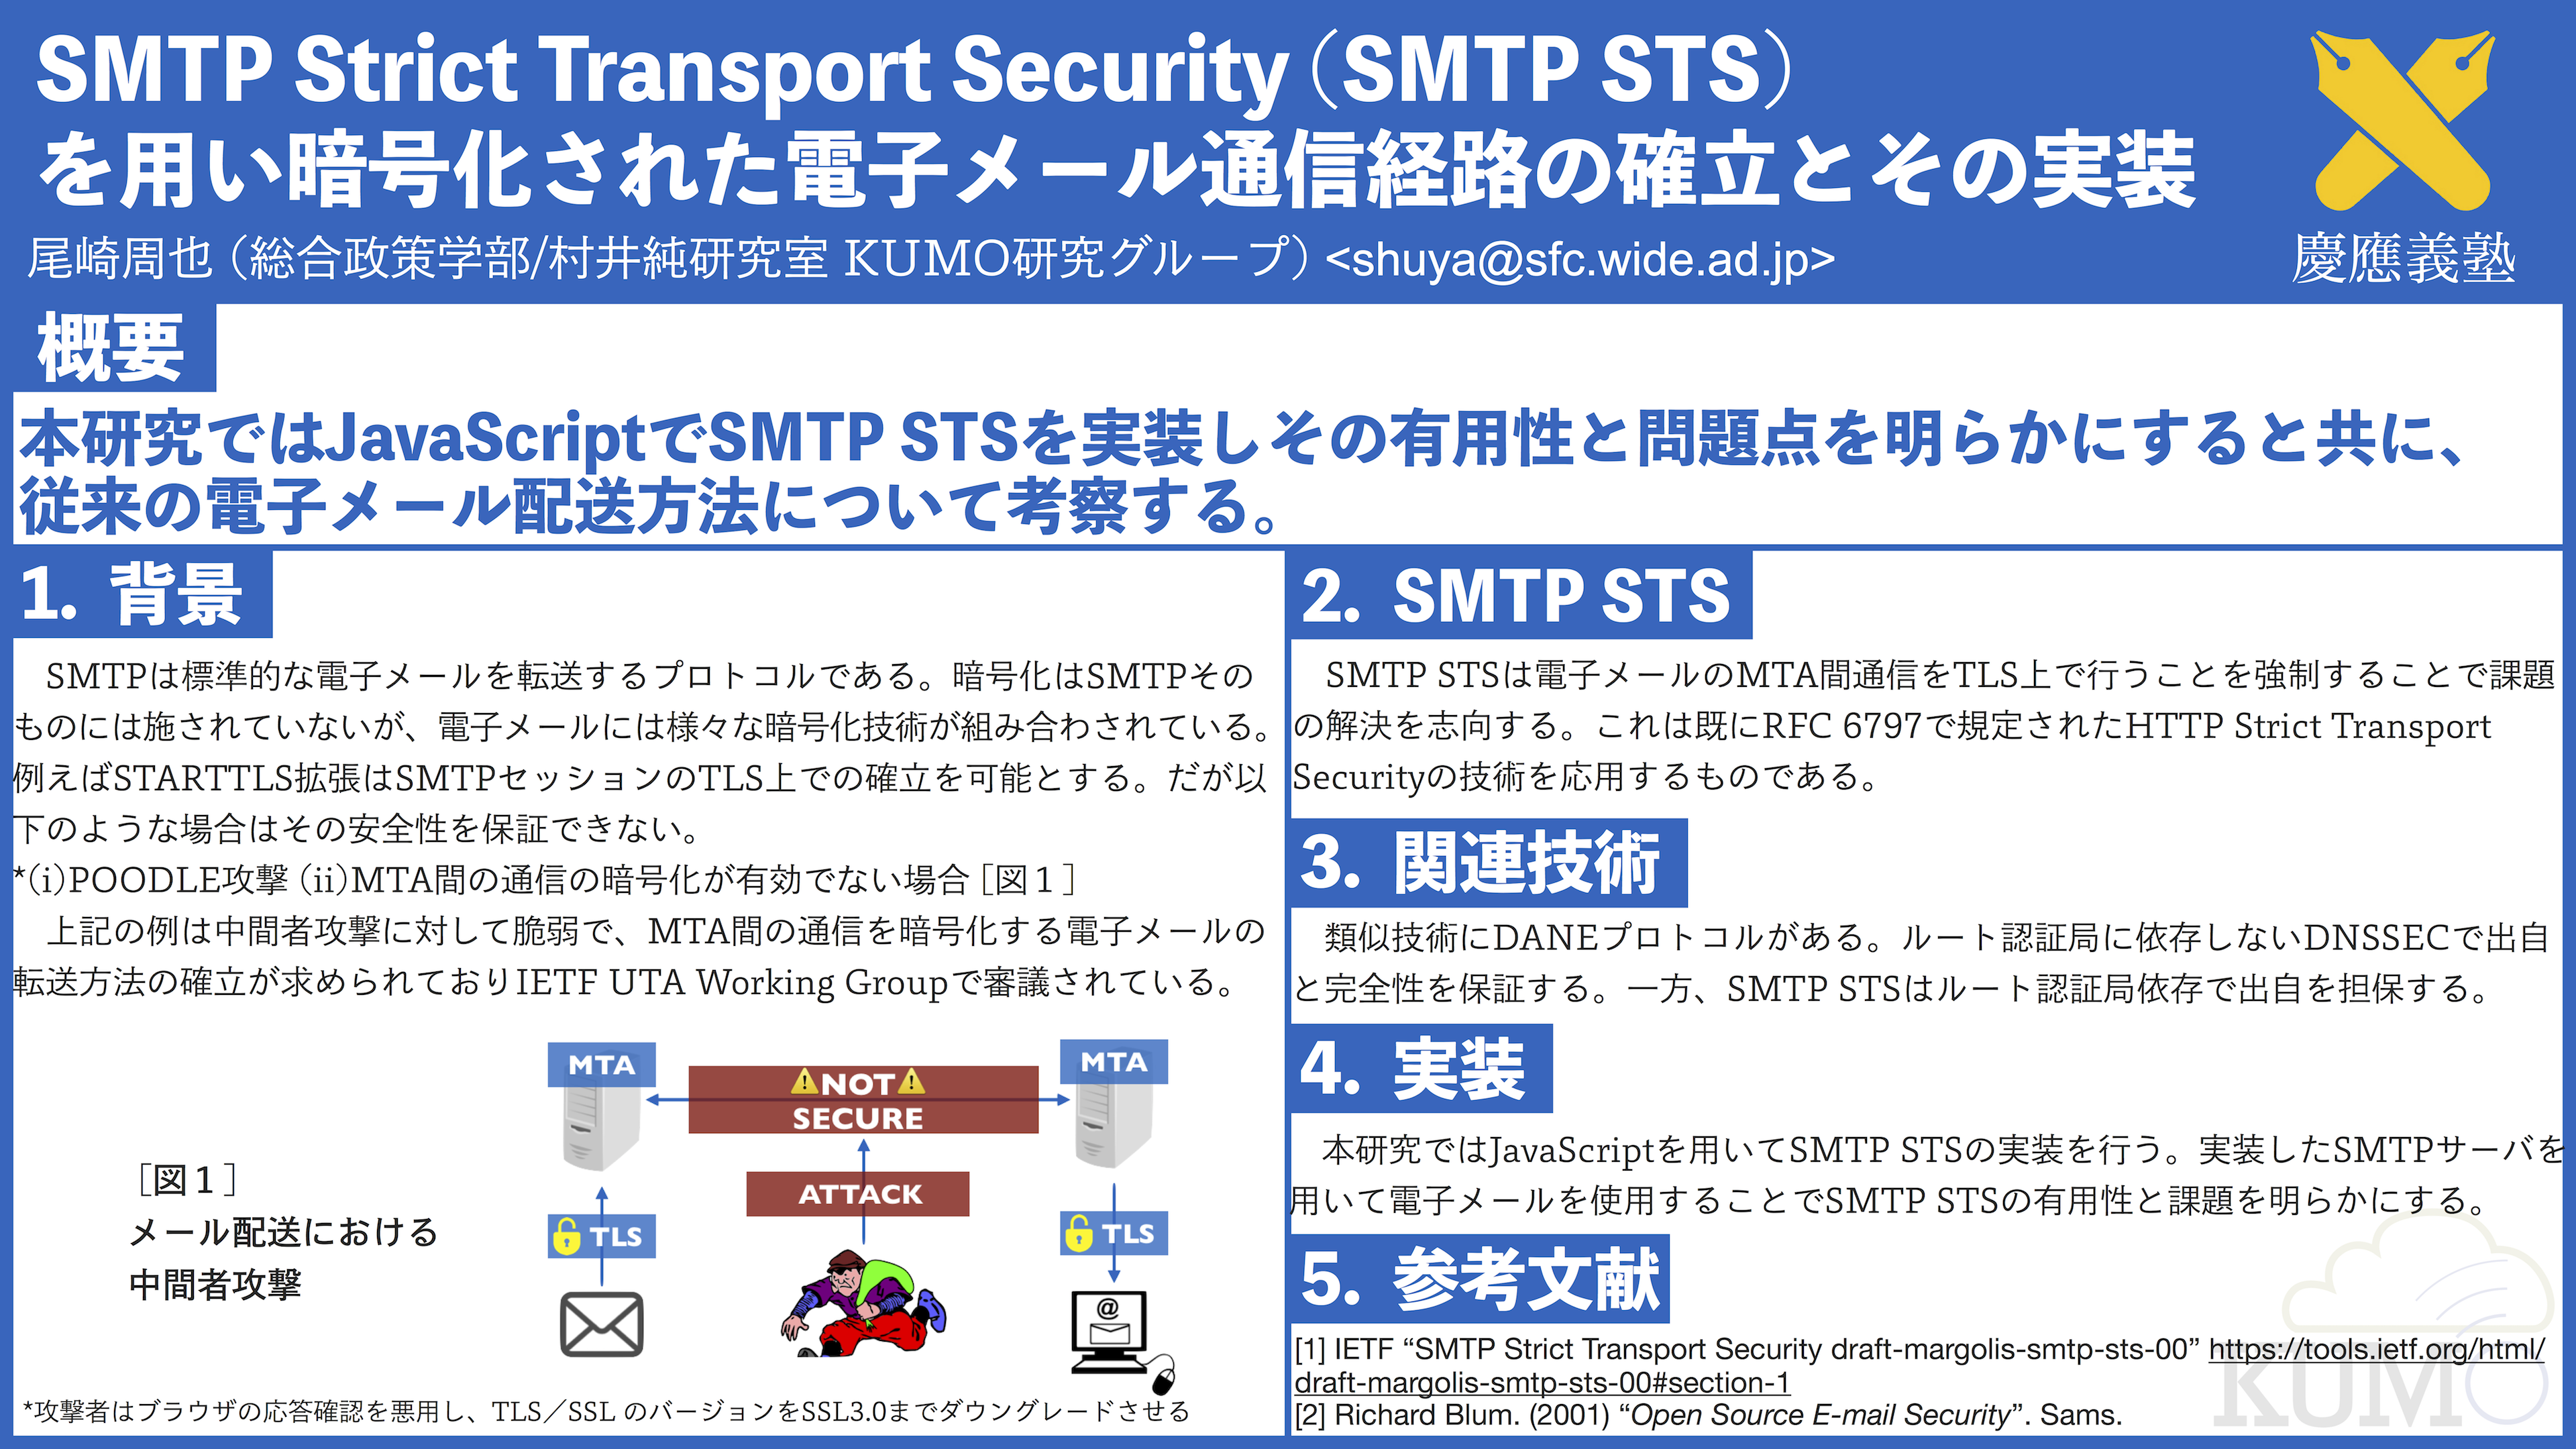 SMTP Strict Transport Security（SMTP STS）
を用い暗号化された電子メール通信経路の確立とその実装
尾崎周也（総合政策学部/村井純研究室 KUMO研究グループ）<shuya@sfc.wide.ad.jp>
慶應義塾
概要
本研究ではJavaScriptでSMTP STSを実装しその有用性と問題点を明らかにすると共に、
従来の電子メール配送方法について考察する。
1. 背景
SMTPは標準的な電子メールを転送するプロトコルである。暗号化はSMTPその
ものには施されていないが、電子メールには様々な暗号化技術が組み合わされている。
例えばSTARTTLS拡張はSMTPセッションのTLS上での確立を可能とする。だが以
下のような場合はその安全性を保証できない。
*(i)POODLE攻撃 (ii)MTA間の通信の暗号化が有効でない場合［図１］
上記の例は中間者攻撃に対して脆弱で、MTA間の通信を暗号化する電子メールの
転送方法の確立が求められておりIETF UTA Working Groupで審議されている。
MTA
⚠NOT⚠
SECURE
MTA
ATTACK
TLS
TLS
@
［図１］
メール配送における
中間者攻撃
*攻撃者はブラウザの応答確認を悪用し、TLS／SSL のバージョンをSSL3.0までダウングレードさせる
2. SMTP STS
SMTP STSは電子メールのMTA間通信をTLS上で行うことを強制することで課題
の解決を志向する。これは既にRFC 6797で規定されたHTTP Strict Transport
Securityの技術を応用するものである。
3. 関連技術
類似技術にDANEプロトコルがある。ルート認証局に依存しないDNSSECで出自
と完全性を保証する。一方、SMTP STSはルート認証局依存で出自を担保する。
4. 実装
本研究ではJavaScriptを用いてSMTP STSの実装を行う。実装したSMTPサーバを
用いて電子メールを使用することでSMTP STSの有用性と課題を明らかにする。
5. 参考文献
[1] IETF “SMTP Strict Transport Security draft-margolis-smtp-sts-00” https://tools.ietf.org/html/
draft-margolis-smtp-sts-00#section-1
[2] Richard Blum. (2001) “Open Source E-mail Security”. Sams.
KUMO